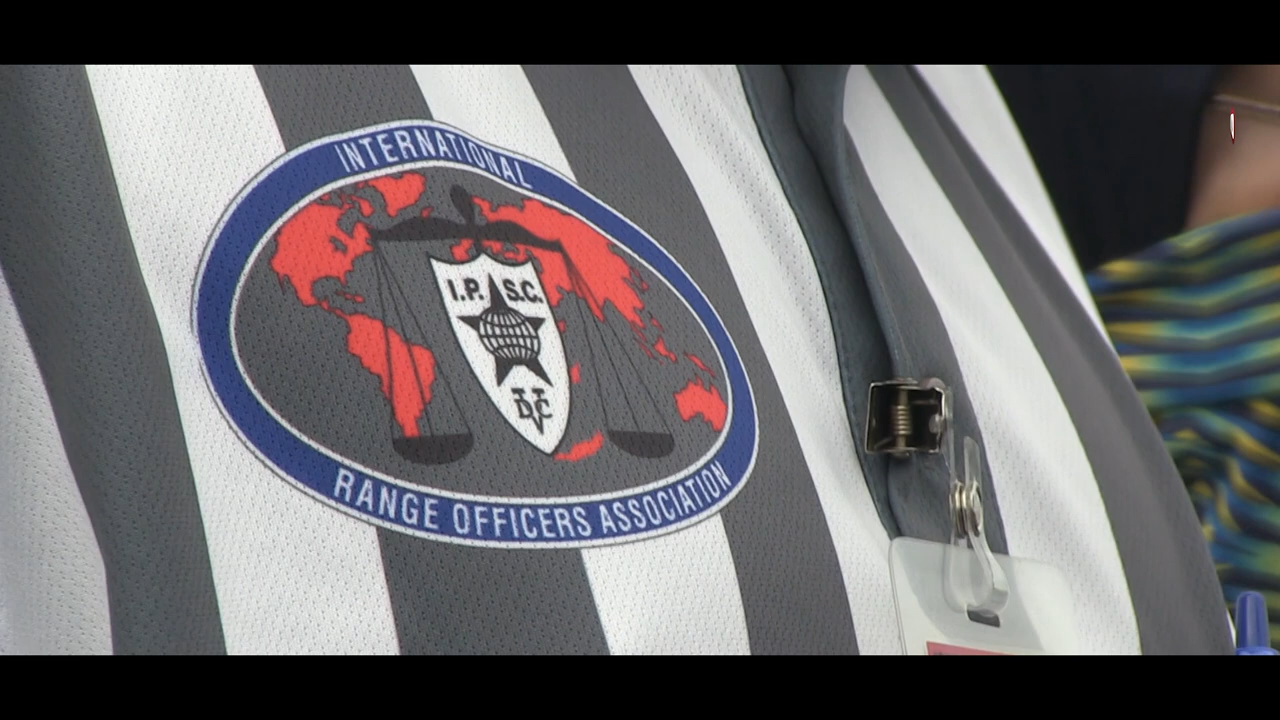 INTERNATIONAL
I.P.S.C.
DVC
RANGE OFFICERS ASSOCIATION